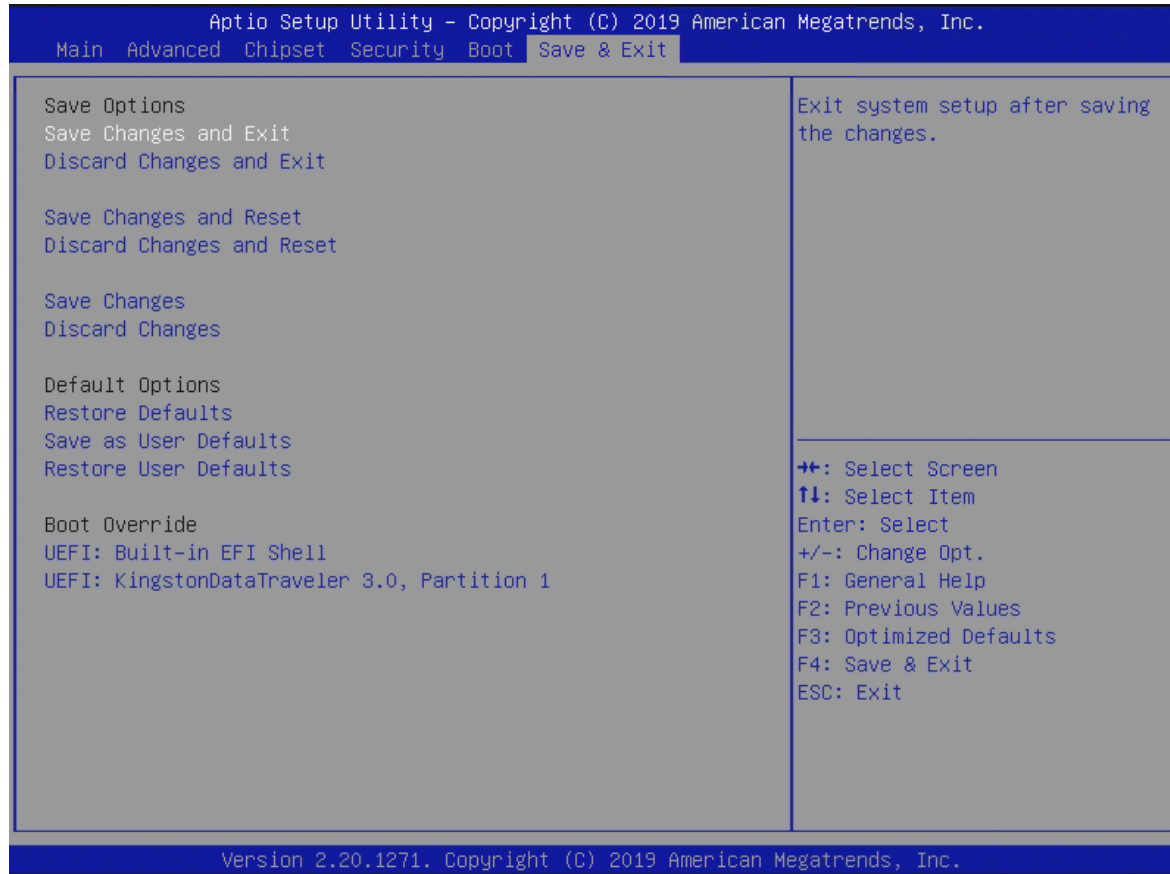 Aptio Setup Utility – Copyright (C) 2019 American Megatrends, Inc.
Main Advanced Chipset Security Boot Save & Exit
Save Options
Save Changes and Exit
Discard Changes and Exit
Save Changes and Reset
Discard Changes and Reset
Save Changes
Discard Changes
Default Options
Restore Defaults
Save as User Defaults
Restore User Defaults
Boot Override
UEFI: Built-in EFI Shell
UEFI: KingstonDataTraveler 3.0, Partition 1
Exit system setup after saving
the changes.
→←: Select Screen
↑↓: Select Item
Enter: Select
+/-: Change Opt.
F1: General Help
F2: Previous Values
F3: Optimized Defaults
F4: Save & Exit
ESC: Exit
Version 2.20.1271. Copyright (C) 2019 American Megatrends, Inc.